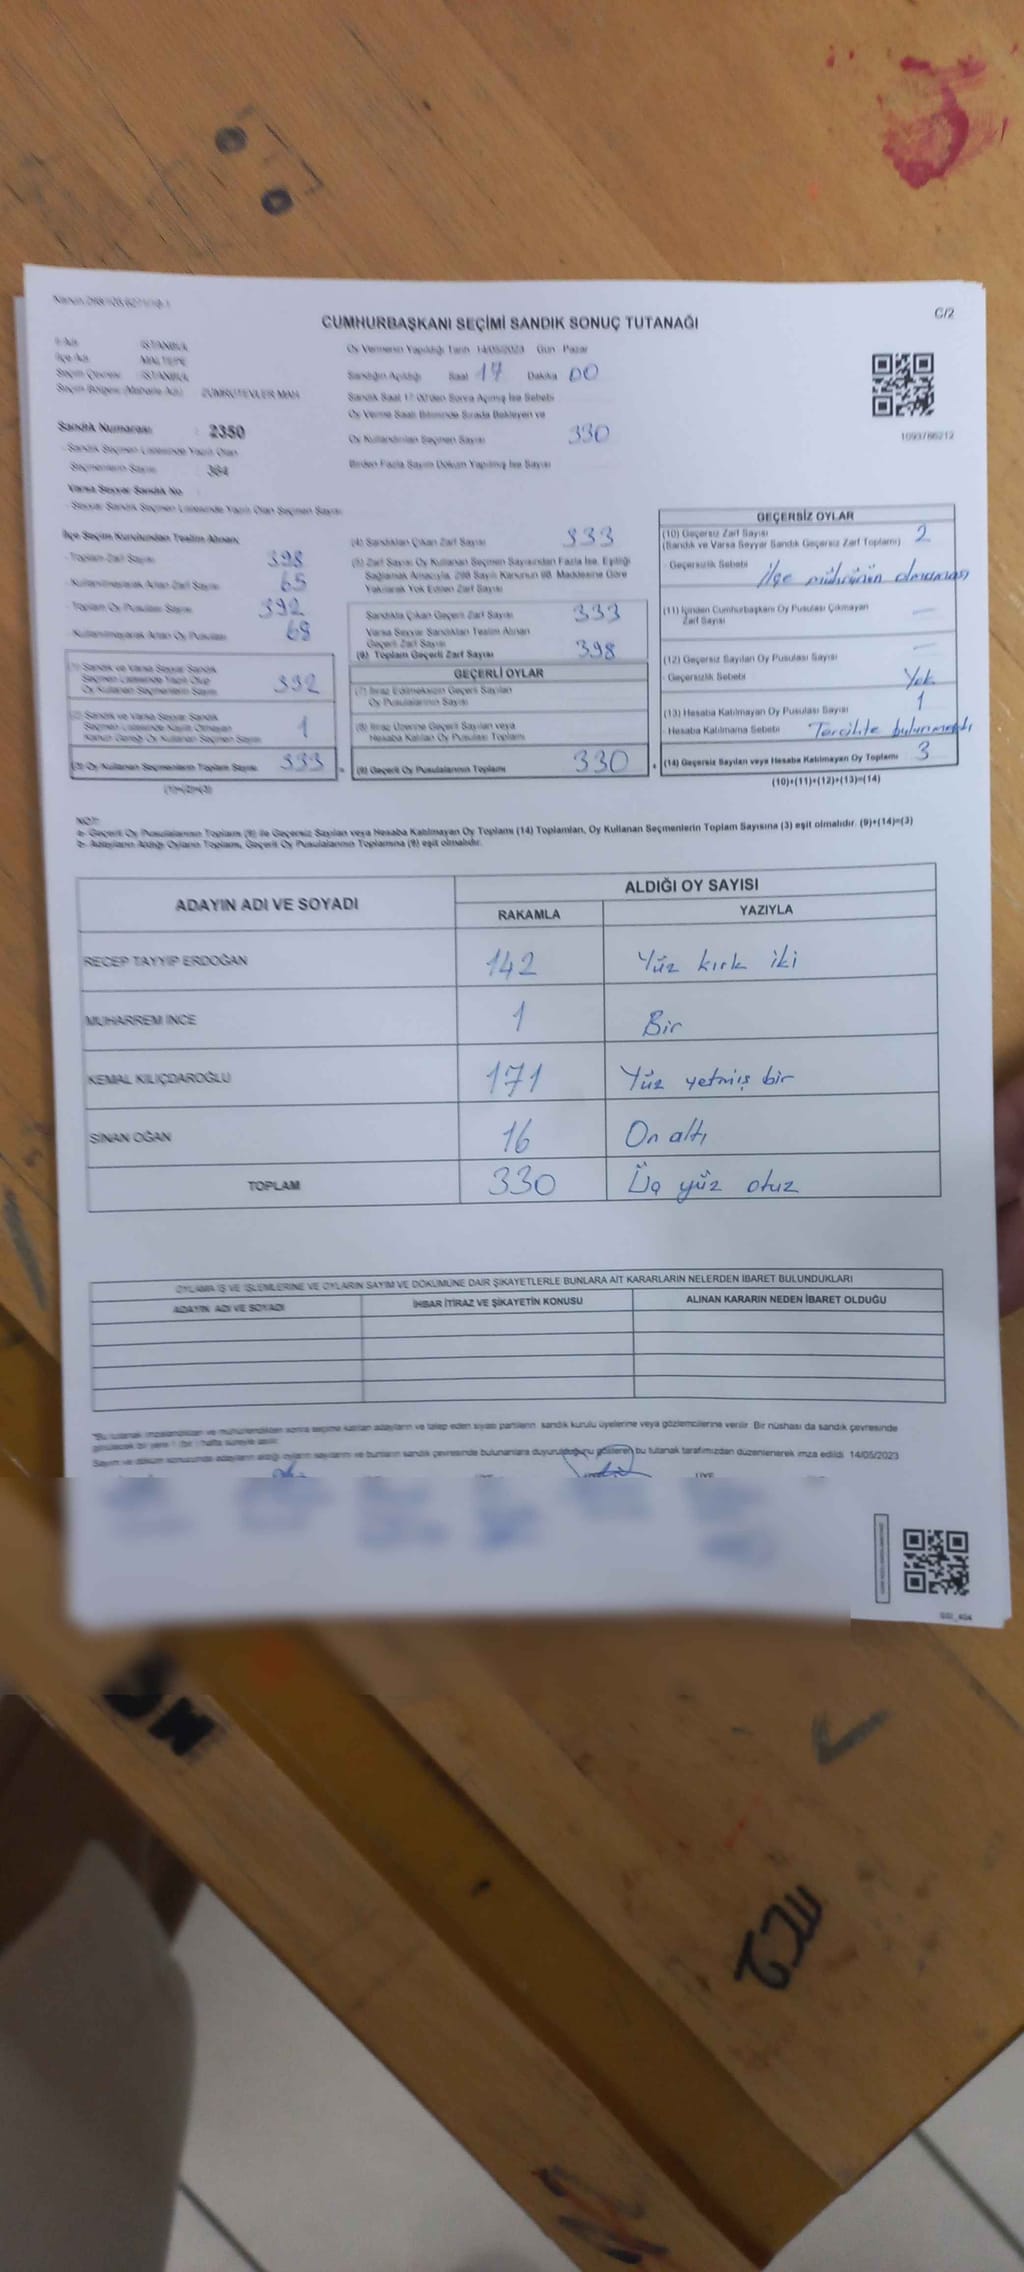 CUMHURBAŞKANI SEÇİMİ SANDIK SONUÇ TUTANAĞI
C/2
İl Adı İSTANBUL
İlçe Adı MALTEPE
Seçim Çevresi İSTANBUL
Seçim Bölgesi (Mahalle Adı) ZÜMRÜTEVLER MAH.
Sandık Numarası : 2350
Sandık Seçmen Listesinde Yazılı Olan
Seçmenlerin Sayısı 384
Varsa Seyyar Sandık No
Seyyar Sandık Seçmen Listesinde Yazılı Olan Seçmen Sayısı
Oy Vermenin Yapıldığı Tarih 14/05/2023 Gün Pazar
Sandığın Açıldığı Saat 17 Dakika 00
Sandık Saat 17:00'den Sonra Açılmış İse Sebebi
Oy Verme Saati Bitiminde Sırada Bekleyen ve
Oy Kullandırılan Seçmen Sayısı 330
Birden Fazla Sayım Döküm Yapılmış İse Sayısı
1093766212
İlçe Seçim Kurulundan Teslim Alınan;
- Toplam Zarf Sayısı 398
- Kullanılmayarak Artan Zarf Sayısı 65
- Toplam Oy Pusulası Sayısı 392
- Kullanılmayarak Artan Oy Pusulası 68
(1) Sandık ve Varsa Seyyar Sandık
Seçmen Listesinde Yazılı Olup
Oy Kullanan Seçmenlerin Sayısı 332
(2) Sandık ve Varsa Seyyar Sandık
Seçmen Listesinde Kayıtlı Olmayan
Kanun Gereği Oy Kullanan Seçmen Sayısı 1
(3) Oy Kullanan Seçmenlerin Toplam Sayısı 333
(1)+(2)=(3)
(4) Sandıktan Çıkan Zarf Sayısı 333
(5) Zarf Sayısı Oy Kullanan Seçmen Sayısından Fazla İse, Eşitliği
Sağlamak Amacıyla, 298 Sayılı Kanunun 98. Maddesine Göre
Yakılarak Yok Edilen Zarf Sayısı
Sandıkta Çıkan Geçerli Zarf Sayısı 333
Varsa Seyyar Sandıktan Teslim Alınan
Geçerli Zarf Sayısı
(6) Toplam Geçerli Zarf Sayısı 398
GEÇERLİ OYLAR
(7) İtiraz Edilmeksizin Geçerli Sayılan
Oy Pusulalarının Sayısı
(8) İtiraz Üzerine Geçerli Sayılan veya
Hesaba Katılan Oy Pusulası Toplamı
(9) Geçerli Oy Pusulalarının Toplamı 330
GEÇERSİZ OYLAR
(10) Geçersiz Zarf Sayısı 2
(Sandık ve Varsa Seyyar Sandık Geçersiz Zarf Toplamı)
- Geçersizlik Sebebi ilçe mührünün olmaması
(11) İçinden Cumhurbaşkanı Oy Pusulası Çıkmayan
Zarf Sayısı —
(12) Geçersiz Sayılan Oy Pusulası Sayısı —
- Geçersizlik Sebebi Yok
(13) Hesaba Katılmayan Oy Pusulası Sayısı 1
- Hesaba Katılmama Sebebi Tercihte
(14) Geçersiz Sayılan veya Hesaba Katılmayan Oy Toplamı 3
(10)+(11)+(12)+(13)=(14)
NOT:
a- Geçerli Oy Pusulalarının Toplamı (9) ile Geçersiz Sayılan veya Hesaba Katılmayan Oy Toplamı (14) Toplamları, Oy Kullanan Seçmenlerin Toplam Sayısına (3) eşit olmalıdır. (9)+(14)=(3)
b- Adayların Aldığı Oyların Toplamı, Geçerli Oy Pusulalarının Toplamına (9) eşit olmalıdır.
ADAYIN ADI VE SOYADI
ALDIĞI OY SAYISI
RAKAMLA YAZIYLA
RECEP TAYYİP ERDOĞAN 142 Yüz kırk iki
MUHARREM İNCE 1 Bir
KEMAL KILIÇDAROĞLU 171 Yüz yetmiş bir
SİNAN OĞAN 16 On altı
TOPLAM 330 Üç yüz otuz
OYLAMA İŞ VE İŞLEMLERİNE VE OYLARIN SAYIM VE DÖKÜMÜNE DAİR ŞİKAYETLERLE BUNLARA AİT KARARLARIN NELERDEN İBARET BULUNDUKLARI
ADAYIN ADI VE SOYADI İHBAR İTİRAZ VE ŞİKAYETİN KONUSU ALINAN KARARIN NEDEN İBARET OLDUĞU
*Bu tutanak imzalandıktan ve mühürlendikten sonra seçime katılan adayların ve talep eden siyasi partilerin sandık kurulu üyelerine veya gözlemcilerine verilir. Bir nüshası da sandık çevresinde
görülecek bir yere 1 (bir) hafta süreyle asılır.
Sayım ve döküm sonucunda adayların aldığı oyların sayılarını ve bunların sandık çevresinde bulunanlara duyurulduğunu gösteren bu tutanak tarafımızdan düzenlenerek imza edildi. 14/05/2023
ÜYE